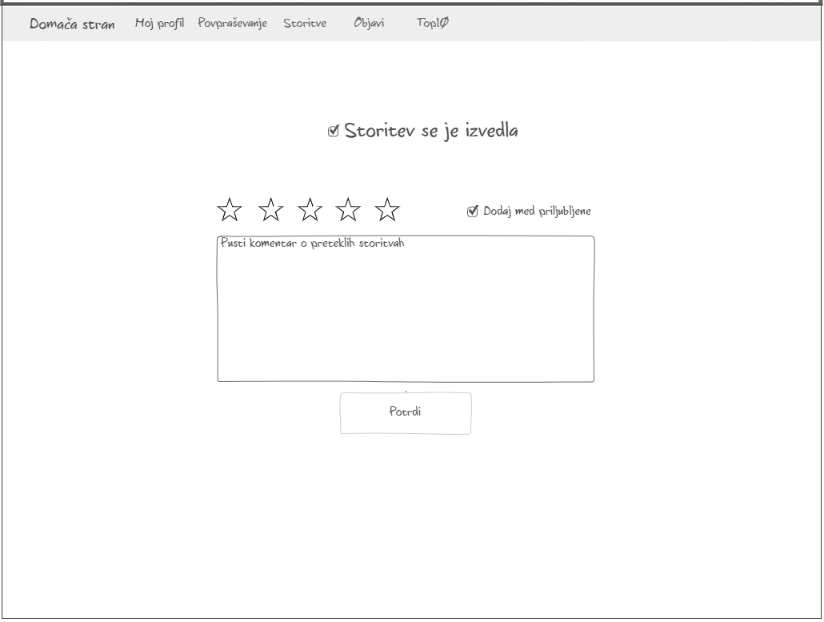 Domača stran Moj profil Povpraševanje Storitve Objavi Top10
Storitev se je izvedla
Dodaj med priljubljene
Pusti komentar o preteklih storitvah
Potrdi